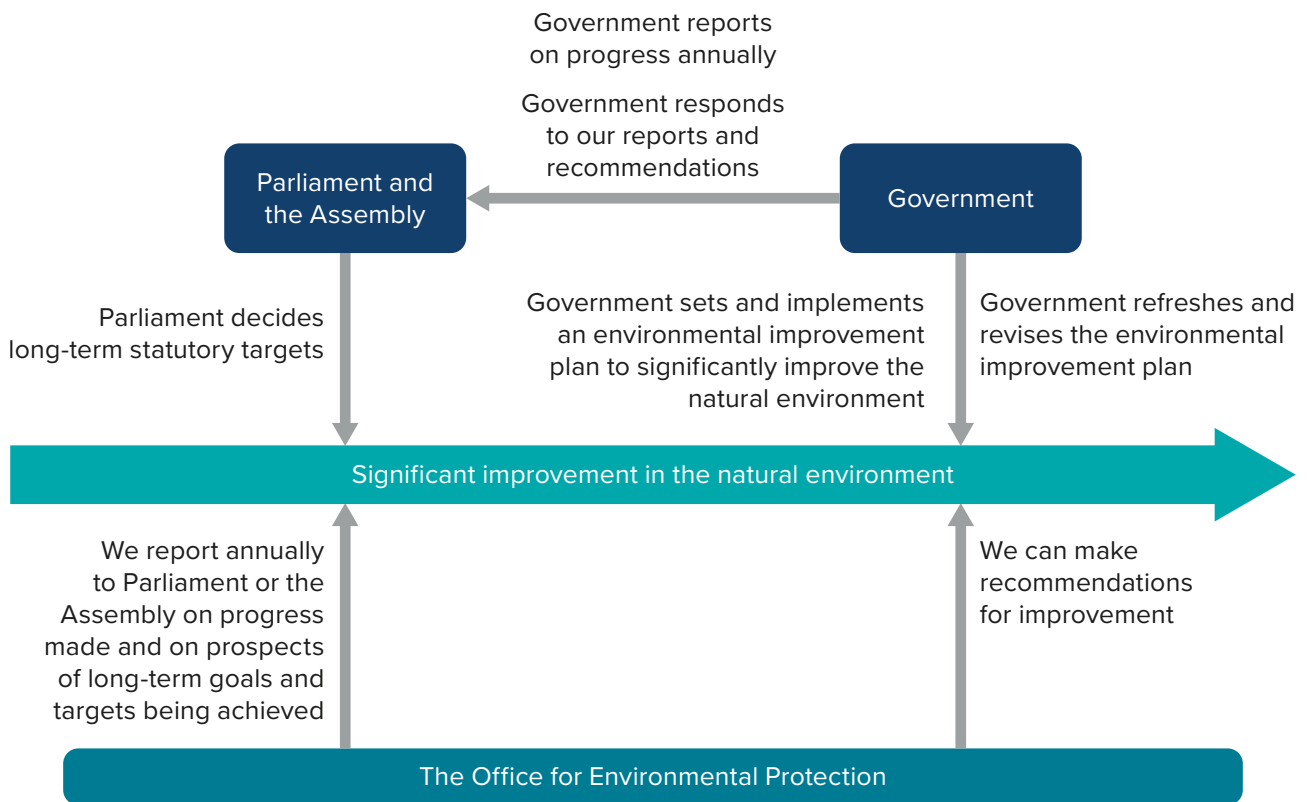 Government reports
on progress annually
Government responds
to our reports and
recommendations
Parliament and
the Assembly
Government
Parliament decides
long-term statutory targets
Government sets and implements
an environmental improvement
plan to significantly improve the
natural environment
Government refreshes and
revises the environmental
improvement plan
Significant improvement in the natural environment
We report annually
to Parliament or the
Assembly on progress
made and on prospects
of long-term goals and
targets being achieved
We can make
recommendations
for improvement
The Office for Environmental Protection